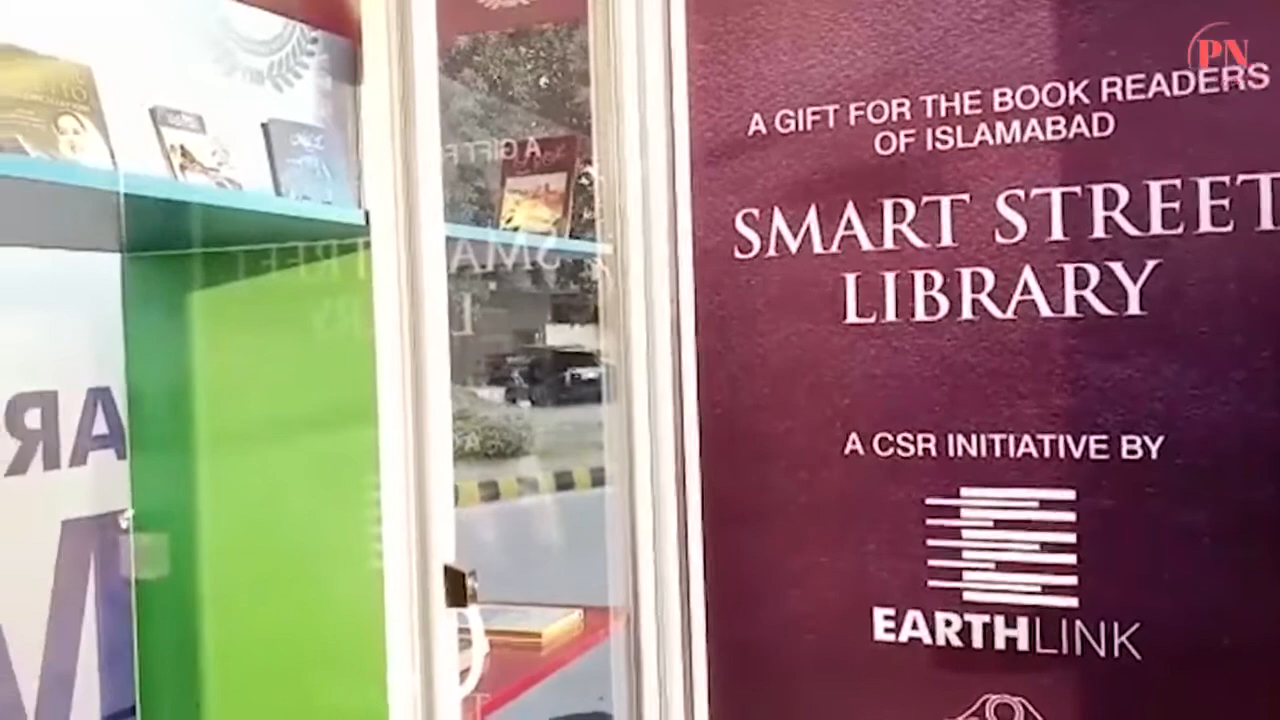 PN
A GIFT FOR THE BOOK READERS
OF ISLAMABAD
SMART STREET
LIBRARY
A CSR INITIATIVE BY
EARTHLINK